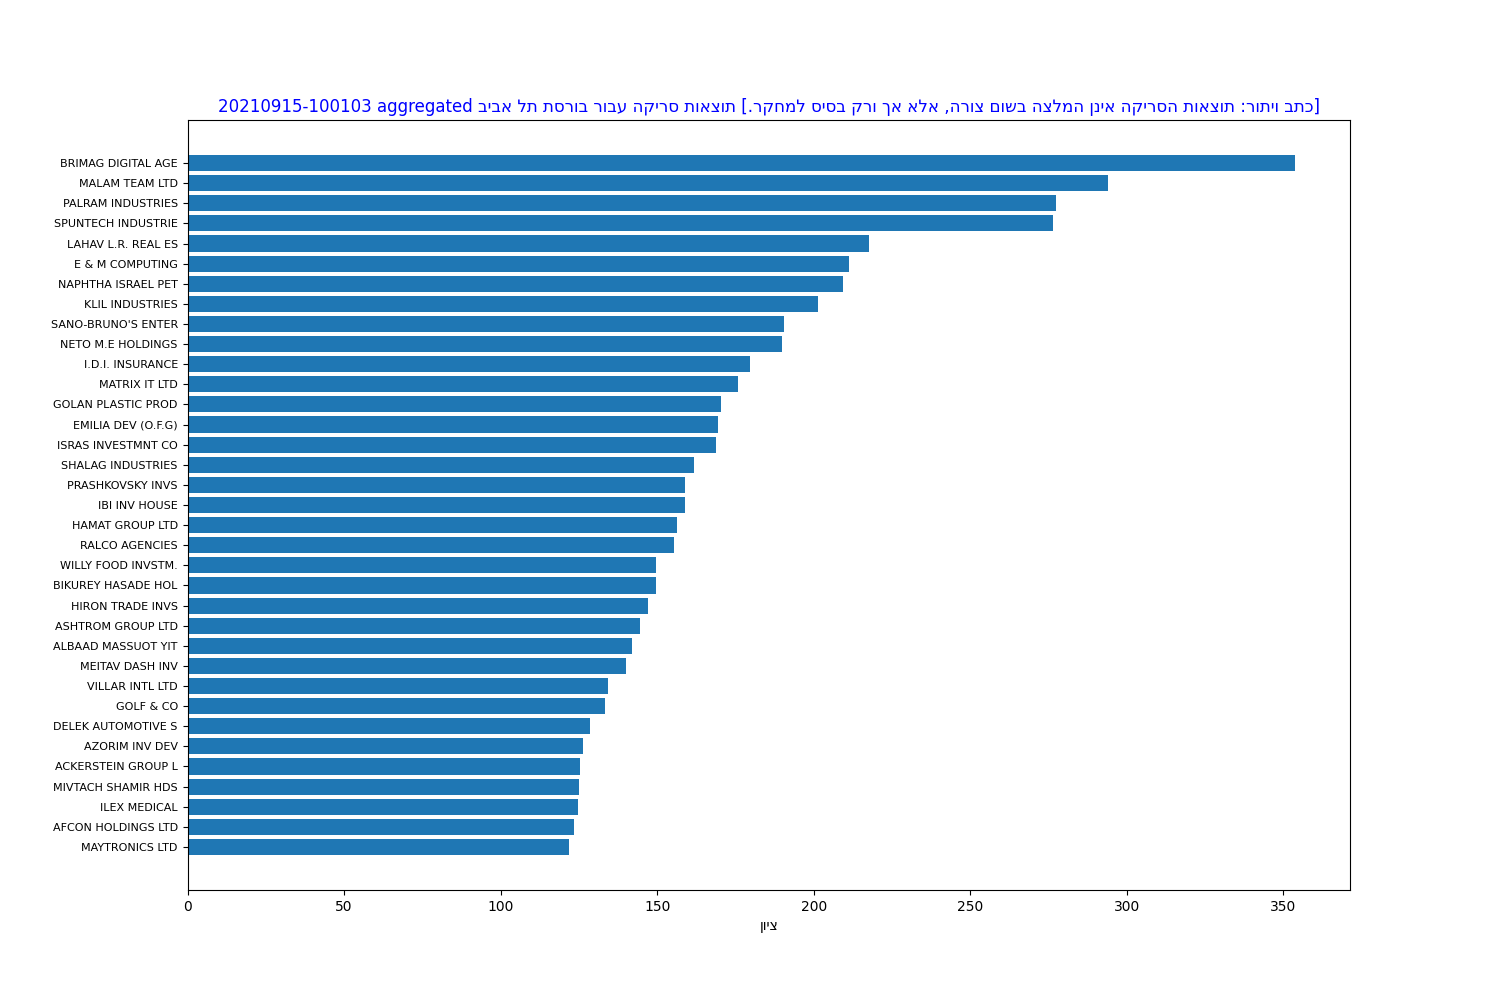 [כתב ויתור: תוצאות הסריקה אינן המלצה בשום צורה, אלא אך ורק בסיס למחקר.] תוצאות סריקה עבור בורסת תל אביב 20210915-100103 aggregated
BRIMAG DIGITAL AGE
MALAM TEAM LTD
PALRAM INDUSTRIES
SPUNTECH INDUSTRIE
LAHAV L.R. REAL ES
E & M COMPUTING
NAPHTHA ISRAEL PET
KLIL INDUSTRIES
SANO-BRUNO'S ENTER
NETO M.E HOLDINGS
I.D.I. INSURANCE
MATRIX IT LTD
GOLAN PLASTIC PROD
EMILIA DEV (O.F.G)
ISRAS INVESTMNT CO
SHALAG INDUSTRIES
PRASHKOVSKY INVS
IBI INV HOUSE
HAMAT GROUP LTD
RALCO AGENCIES
WILLY FOOD INVSTM.
BIKUREY HASADE HOL
HIRON TRADE INVS
ASHTROM GROUP LTD
ALBAAD MASSUOT YIT
MEITAV DASH INV
VILLAR INTL LTD
GOLF & CO
DELEK AUTOMOTIVE S
AZORIM INV DEV
ACKERSTEIN GROUP L
MIVTACH SHAMIR HDS
ILEX MEDICAL
AFCON HOLDINGS LTD
MAYTRONICS LTD
0 50 100 150 200 250 300 350
ציון